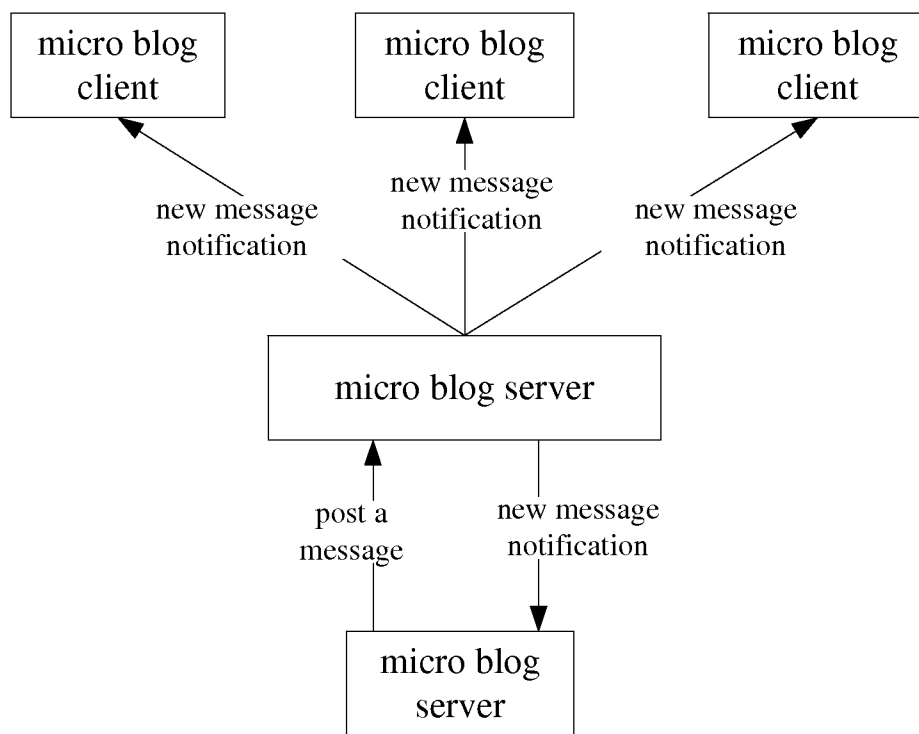 micro blog
client
micro blog
client
micro blog
client
new message
notification
new message
notification
new message
notification
micro blog server
post a
message
new message
notification
micro blog
server